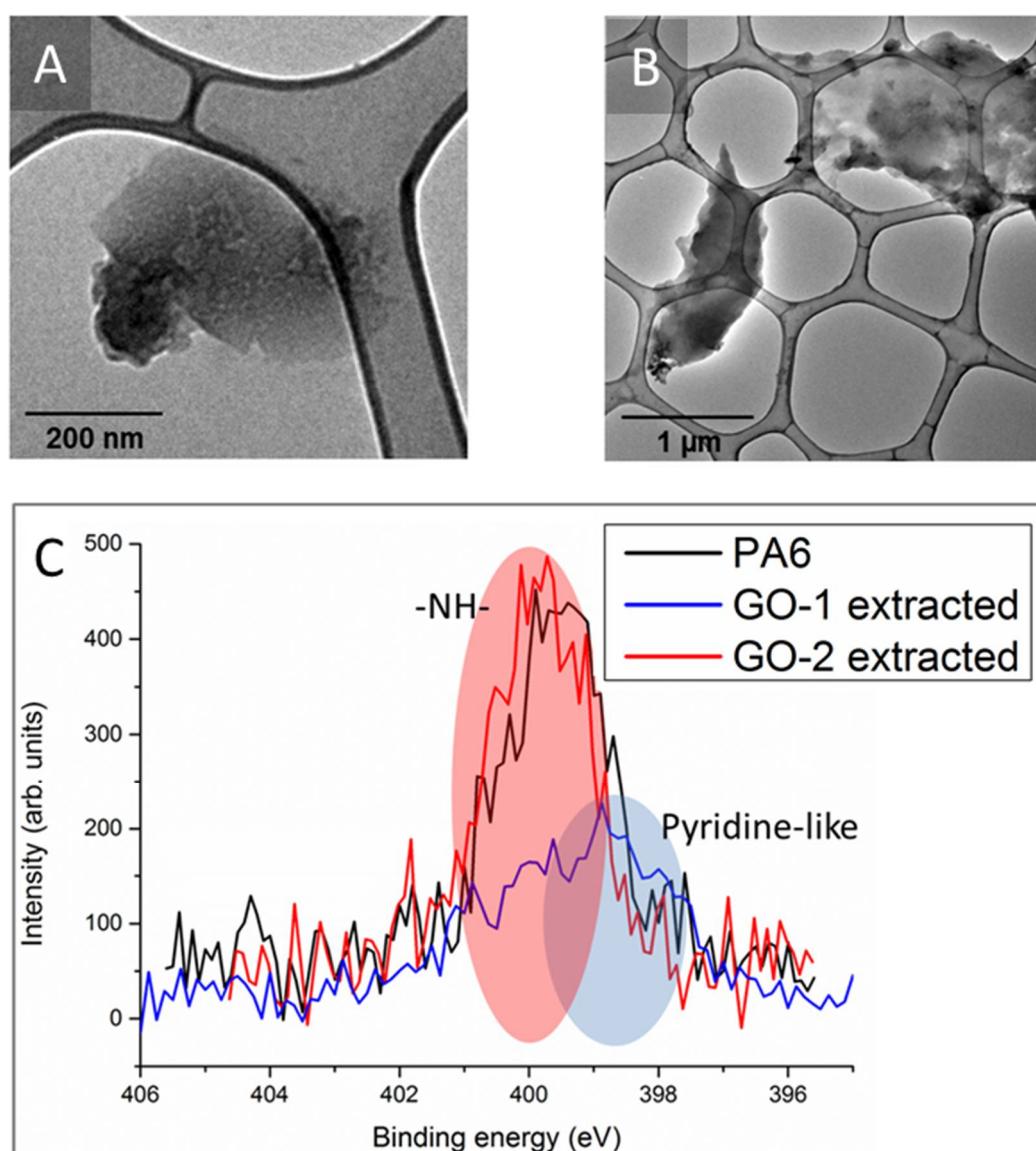 A
200 nm
B
1 µm
C
PA6
GO-1 extracted
GO-2 extracted
-NH-
Pyridine-like
500
400
300
200
100
0
Intensity (arb. units)
406
404
402
400
398
396
Binding energy (eV)